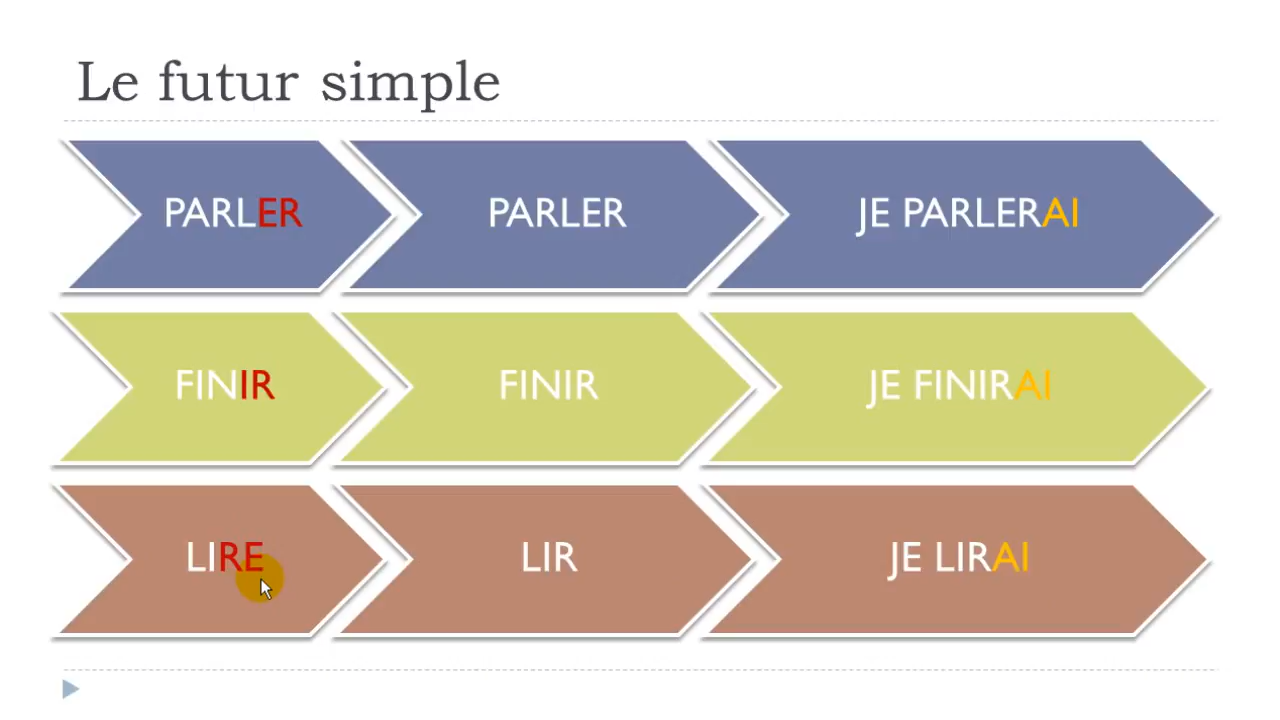 Le futur simple
PARLER
PARLER
JE PARLERAI
FINIR
FINIR
JE FINIRAI
LIRE
LIR
JE LIRAI